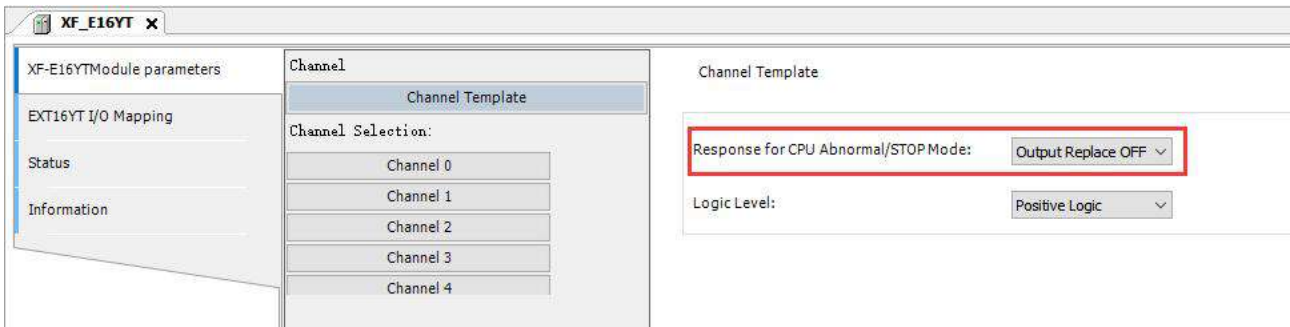 XF_E16YT
XF-E16YTModule parameters
EXT16YT I/O Mapping
Status
Information
Channel
Channel Template
Channel Selection:
Channel 0
Channel 1
Channel 2
Channel 3
Channel 4
Channel Template
Response for CPU Abnormal/STOP Mode: Output Replace OFF
Logic Level: Positive Logic